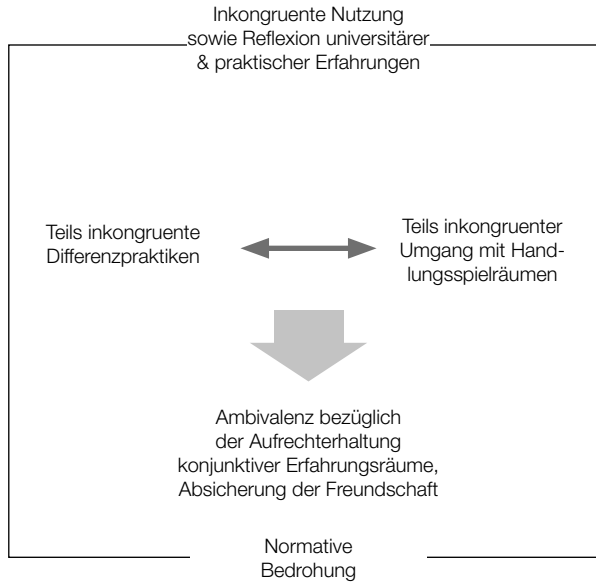 Inkongruente Nutzung
sowie Reflexion universitärer
& praktischer Erfahrungen
Teils inkongruente
Differenzpraktiken
Teils inkongruenter
Umgang mit Hand-
lungsspielräumen
Ambivalenz bezüglich
der Aufrechterhaltung
konjunktiver Erfahrungsräume,
Absicherung der Freundschaft
Normative
Bedrohung